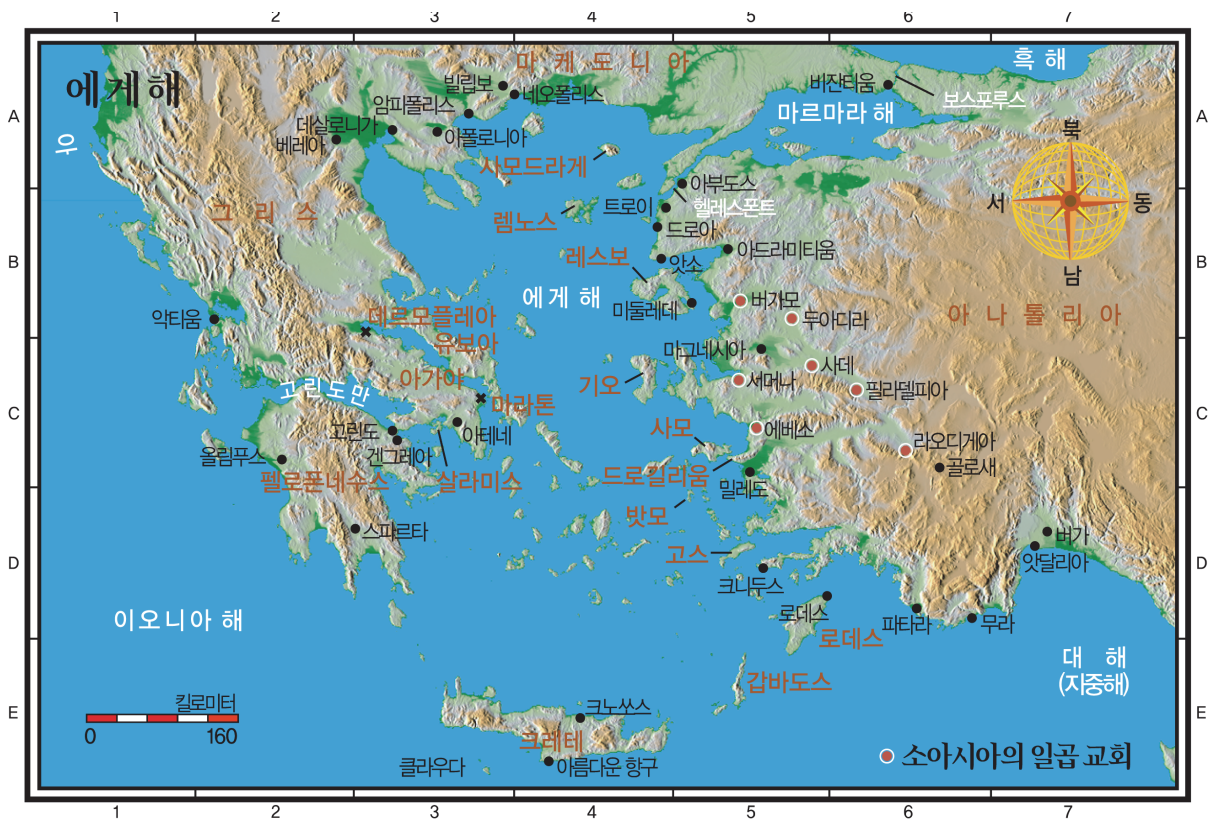 1 2 3 4 5 6 7
에게해
마케도니아
흑해
빌립보
네오폴리스
버잔티움
보스포루스
암피폴리스
마르마라해
A
A
데살로니가
아폴로니아
베레아
북
사모드라게
아부도스
헬레스폰트
서
동
그리스
렘노스
트로이
드로아
남
아드라미티움
레스보
앗소
B
B
에게해
미둘레네
버가모
두아디라
아나톨리아
악티움
데르모플레아
유보아
마그네시아
사데
아가야
기오
서머나
필라델피아
고린도만
마라톤
C
C
고린도
아테네
사모
에베소
라오디게아
올림푸스
겐그레아
골로새
펠로폰네수스
살라미스
드로길리움
밀레도
밧모
스파르타
버가
고스
앗달리아
D
D
크니두스
로데스
파타라
무라
이오니아해
로데스
대해
(지중해)
갑바도스
킬로미터
크노쏘스
E
E
0 160
크레테
소아시아의 일곱 교회
클라우다
아름다운 항구
1 2 3 4 5 6 7